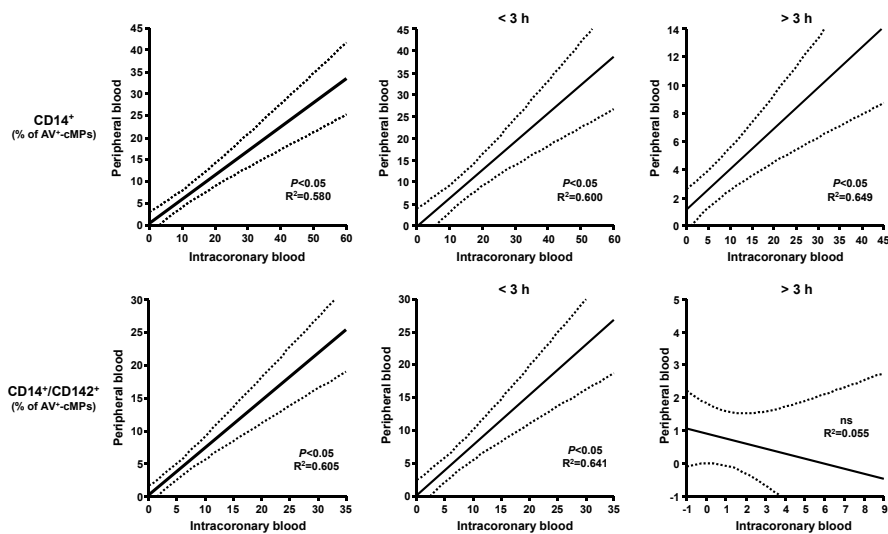 < 3 h
> 3 h
CD14⁺
(% of AV⁺-cMPs)
Peripheral blood
45
40
35
30
25
20
15
10
5
0
P<0.05
R²=0.580
0 10 20 30 40 50 60
Intracoronary blood
Peripheral blood
45
40
35
30
25
20
15
10
5
0
P<0.05
R²=0.600
0 10 20 30 40 50 60
Intracoronary blood
Peripheral blood
14
12
10
8
6
4
2
0
P<0.05
R²=0.649
0 5 10 15 20 25 30 35 40 45
Intracoronary blood
< 3 h
> 3 h
CD14⁺/CD142⁺
(% of AV⁺-cMPs)
Peripheral blood
30
25
20
15
10
5
0
P<0.05
R²=0.605
0 5 10 15 20 25 30 35
Intracoronary blood
Peripheral blood
30
25
20
15
10
5
0
P<0.05
R²=0.641
0 5 10 15 20 25 30 35
Intracoronary blood
Peripheral blood
5
4
3
2
1
0
-1
ns
R²=0.055
-1 0 1 2 3 4 5 6 7 8 9
Intracoronary blood